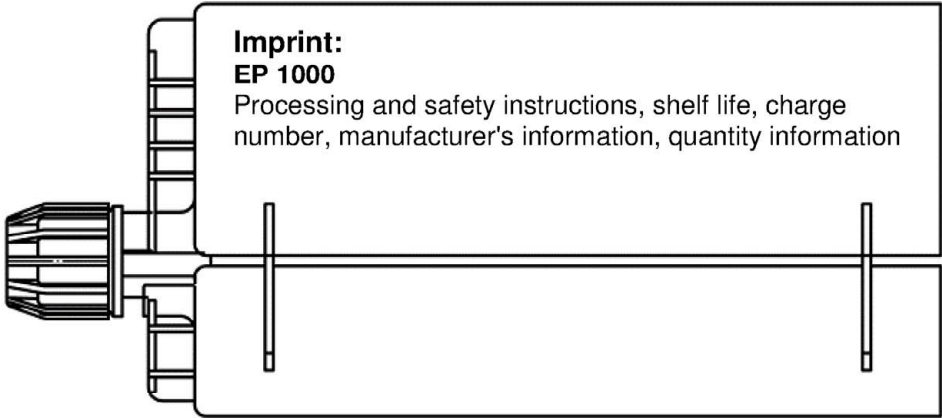 Imprint:
EP 1000
Processing and safety instructions, shelf life, charge
number, manufacturer's information, quantity information